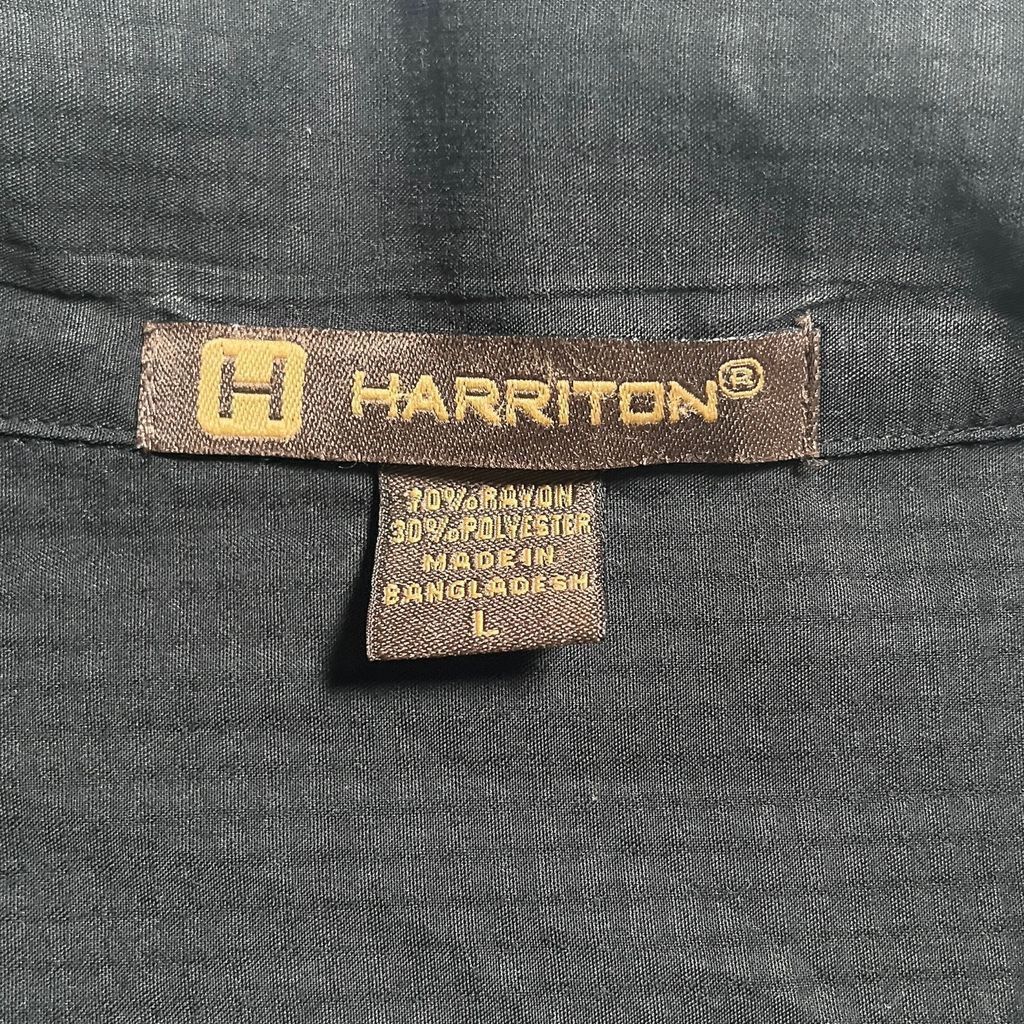 H HARRITON®
70% RAYON
30% POLYESTER
MADE IN
BANGLADESH
L